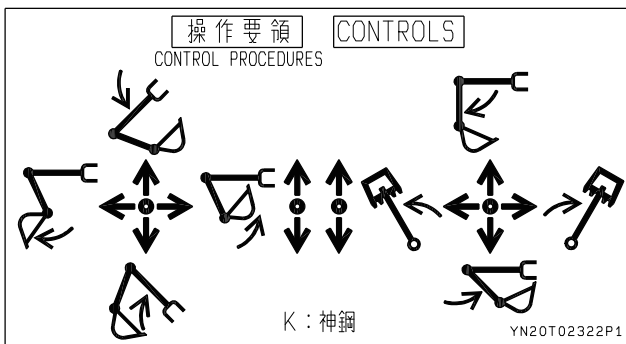 操作要領
CONTROLS
CONTROL PROCEDURES
K：神鋼
YN20T02322P1